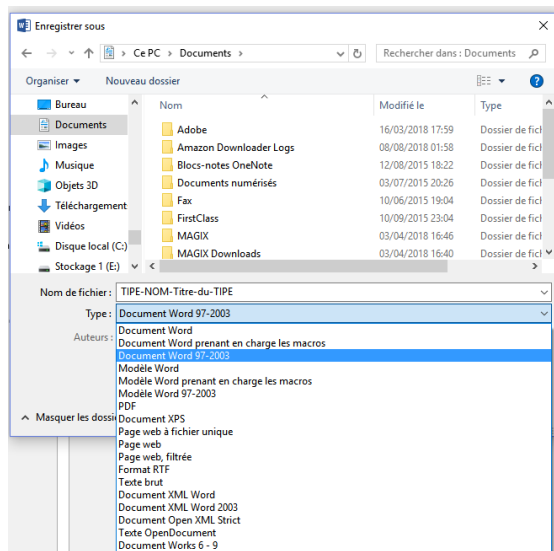 Enregistrer sous
Ce PC > Documents >
Rechercher dans : Documents
Organiser
Nouveau dossier
Nom
Modifié le
Type
Bureau
Documents
Images
Musique
Objets 3D
Téléchargement
Vidéos
Disque local (C:)
Stockage 1 (E:)
Adobe 16/03/2018 17:59 Dossier de fich
Amazon Downloader Logs 08/08/2018 01:58 Dossier de fich
Blocs-notes OneNote 12/08/2015 18:22 Dossier de fich
Documents numérisés 03/07/2015 20:26 Dossier de fich
Fax 10/06/2015 19:04 Dossier de fich
FirstClass 10/09/2015 23:04 Dossier de fich
MAGIX 03/04/2018 16:46 Dossier de fich
MAGIX Downloads 03/04/2018 16:40 Dossier de fich
Nom de fichier : TIPE-NOM-Titre-du-TIPE
Type : Document Word 97-2003
Auteurs :
Masquer les dossi
Document Word
Document Word prenant en charge les macros
Document Word 97-2003
Modèle Word
Modèle Word prenant en charge les macros
Modèle Word 97-2003
PDF
Document XPS
Page web à fichier unique
Page web
Page web, filtrée
Format RTF
Texte brut
Document XML Word
Document XML Word 2003
Document Open XML Strict
Texte OpenDocument
Document Works 6 - 9